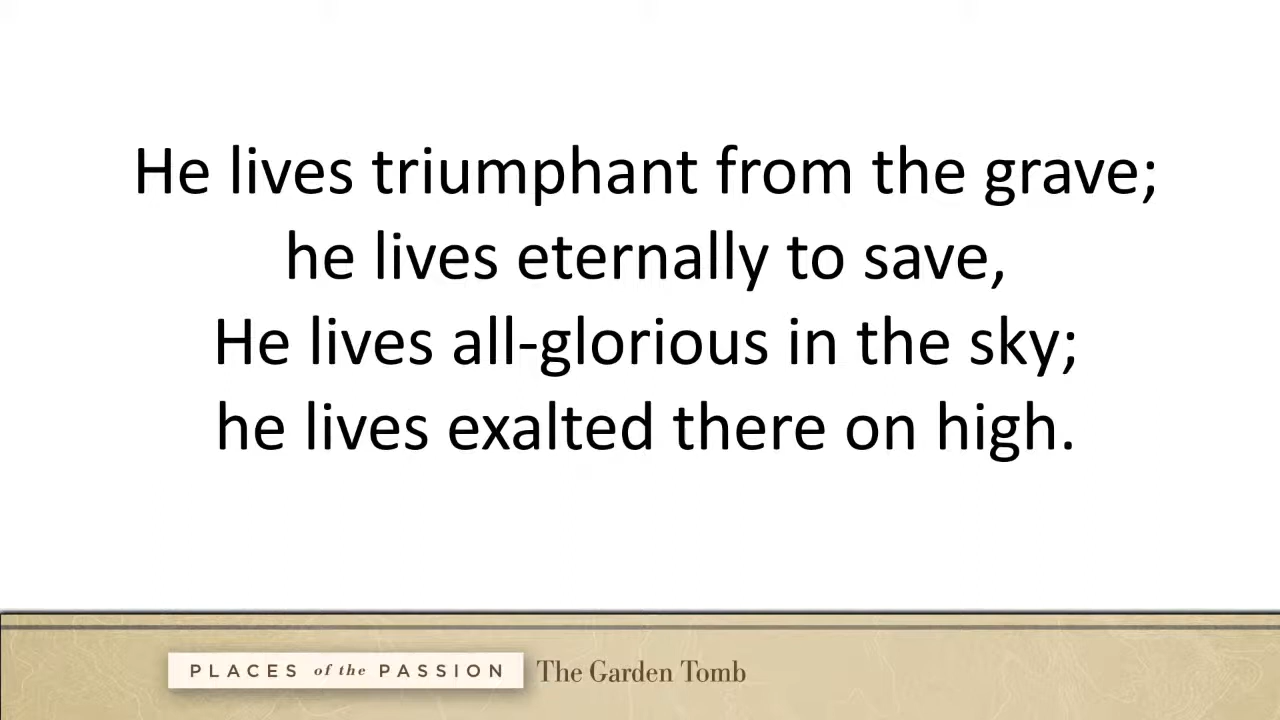 He lives triumphant from the grave;
he lives eternally to save,
He lives all-glorious in the sky;
he lives exalted there on high.
PLACES of the PASSION The Garden Tomb